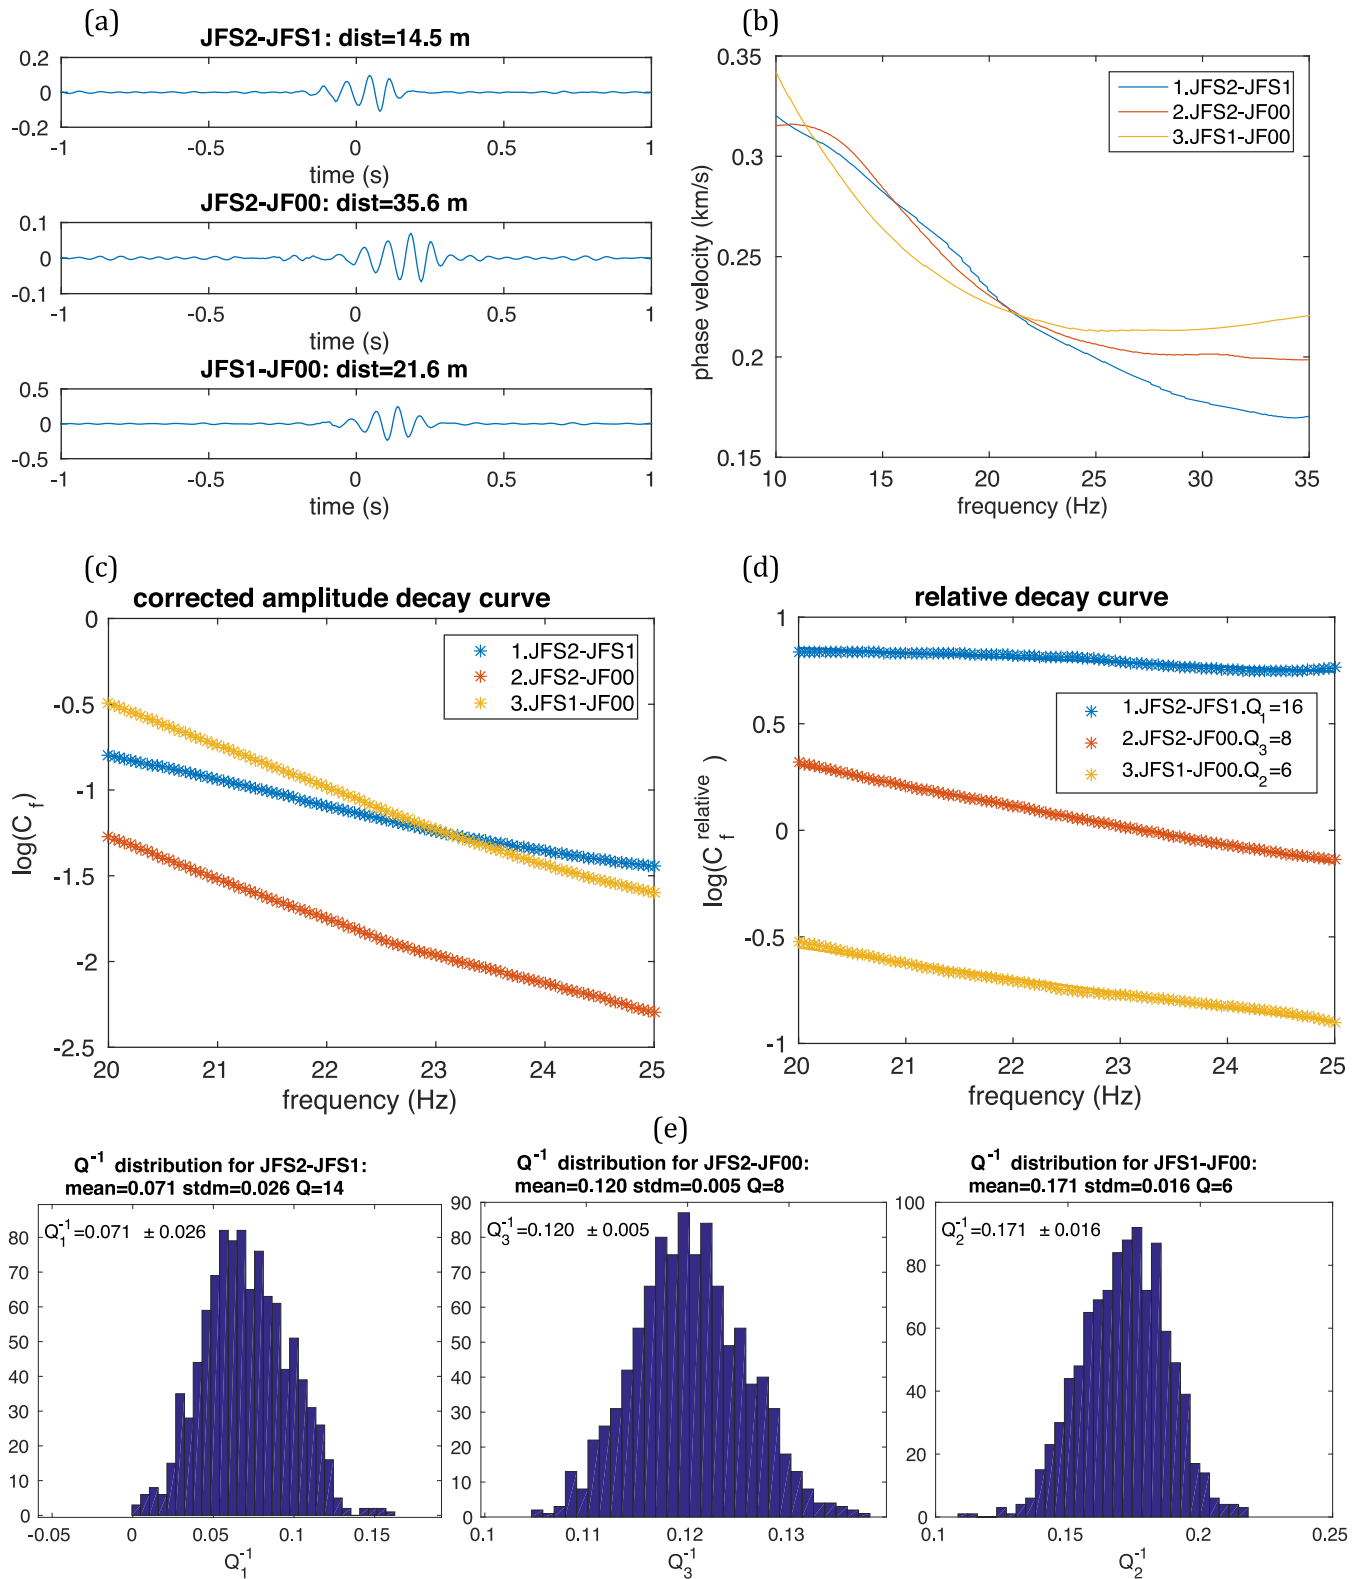 (a)
JFS2-JFS1: dist=14.5 m
0.2
0
-0.2
-1
-0.5
0
0.5
1
time (s)
JFS2-JF00: dist=35.6 m
0.1
0
-0.1
-1
-0.5
0
0.5
1
time (s)
JFS1-JF00: dist=21.6 m
0.5
0
-0.5
-1
-0.5
0
0.5
1
time (s)
(b)
0.35
0.3
0.25
0.2
0.15
phase velocity (km/s)
1.JFS2-JFS1
2.JFS2-JF00
3.JFS1-JF00
10
15
20
25
30
35
frequency (Hz)
(c)
corrected amplitude decay curve
0
-0.5
-1
-1.5
-2
-2.5
log(C_f)
1.JFS2-JFS1
2.JFS2-JF00
3.JFS1-JF00
20
21
22
23
24
25
frequency (Hz)
(d)
relative decay curve
1
0.5
0
-0.5
-1
log(C_f^relative)
1.JFS2-JFS1.Q_1=16
2.JFS2-JF00.Q_3=8
3.JFS1-JF00.Q_2=6
20
21
22
23
24
25
frequency (Hz)
(e)
Q^-1 distribution for JFS2-JFS1:
mean=0.071 stdm=0.026 Q=14
Q_1^-1=0.071 ± 0.026
80
70
60
50
40
30
20
10
0
-0.05
0
0.05
0.1
0.15
Q_1^-1
Q^-1 distribution for JFS2-JF00:
mean=0.120 stdm=0.005 Q=8
Q_3^-1=0.120 ± 0.005
90
80
70
60
50
40
30
20
10
0
0.1
0.11
0.12
0.13
Q_3^-1
Q^-1 distribution for JFS1-JF00:
mean=0.171 stdm=0.016 Q=6
Q_2^-1=0.171 ± 0.016
100
80
60
40
20
0
0.1
0.15
0.2
0.25
Q_2^-1